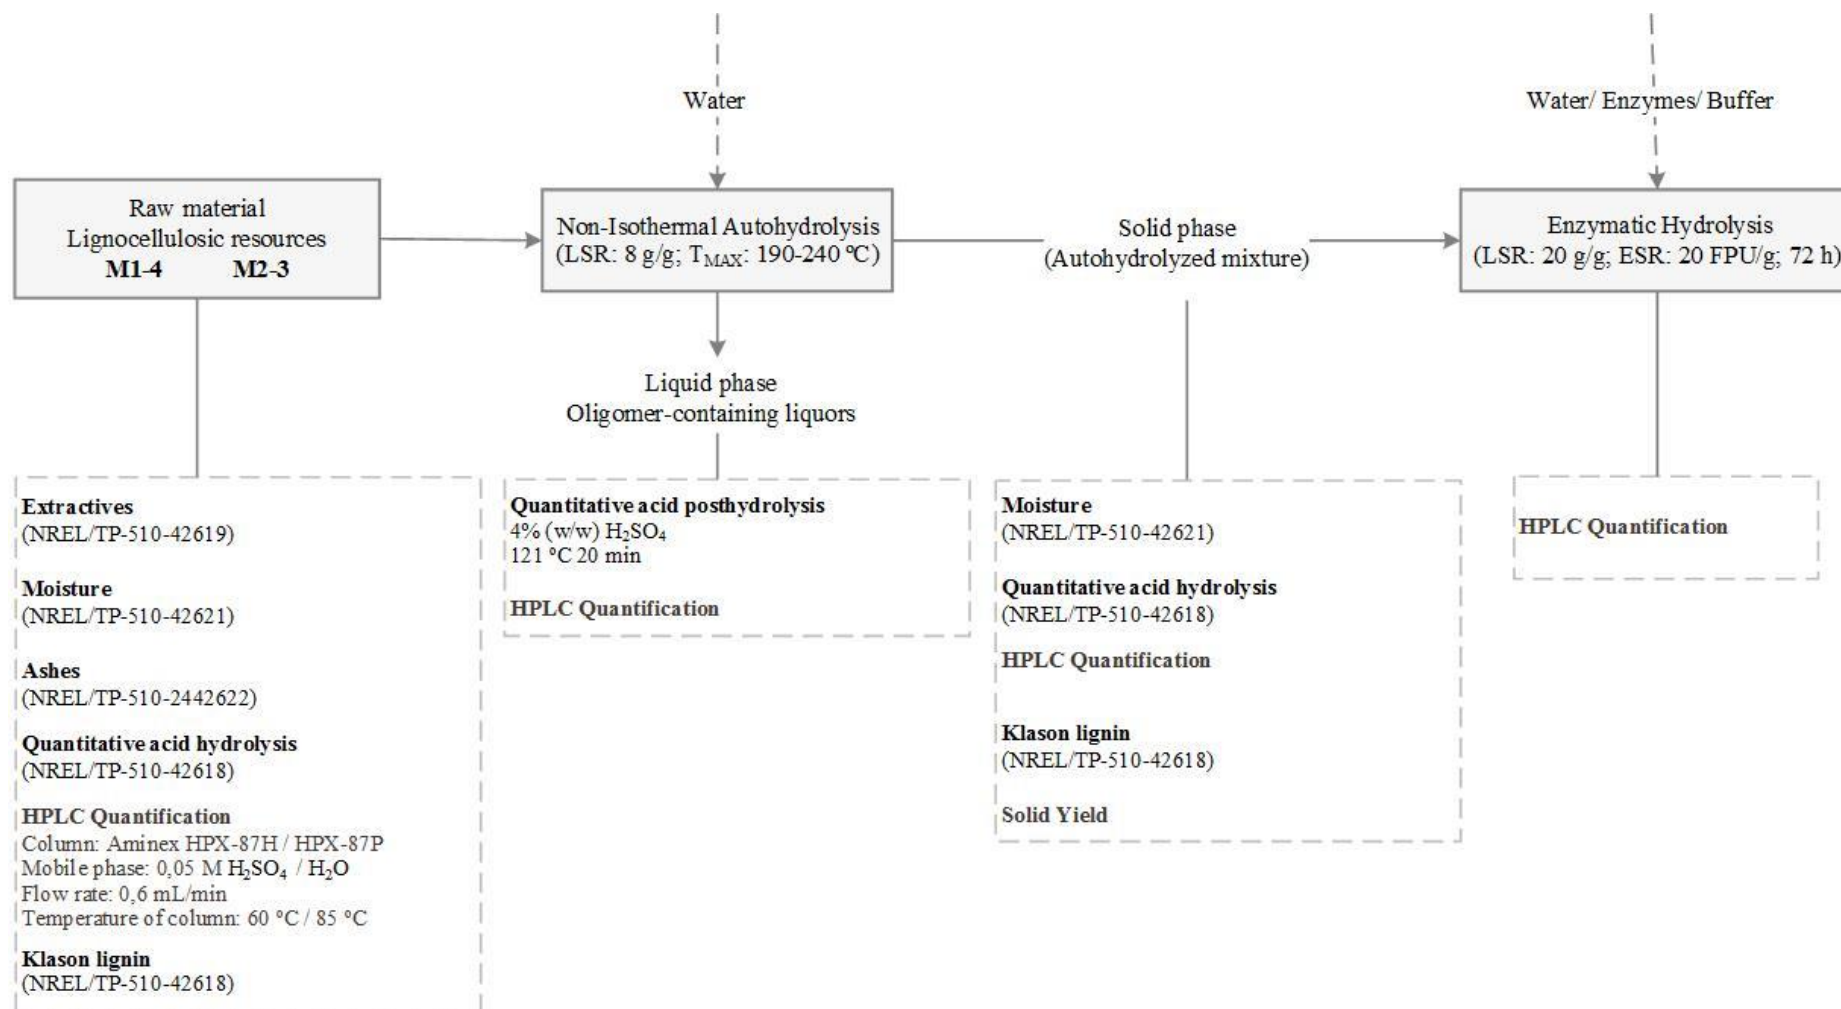 Water
Water/ Enzymes/ Buffer
Raw material
Lignocellulosic resources
M1-4 M2-3
Non-Isothermal Autohydrolysis
(LSR: 8 g/g; TMAX: 190-240 ºC)
Solid phase
(Autohydrolyzed mixture)
Enzymatic Hydrolysis
(LSR: 20 g/g; ESR: 20 FPU/g; 72 h)
Liquid phase
Oligomer-containing liquors
Extractives
(NREL/TP-510-42619)
Moisture
(NREL/TP-510-42621)
Ashes
(NREL/TP-510-2442622)
Quantitative acid hydrolysis
(NREL/TP-510-42618)
HPLC Quantification
Column: Aminex HPX-87H / HPX-87P
Mobile phase: 0,05 M H₂SO₄ / H₂O
Flow rate: 0,6 mL/min
Temperature of column: 60 ºC / 85 ºC
Klason lignin
(NREL/TP-510-42618)
Quantitative acid posthydrolysis
4% (w/w) H₂SO₄
121 ºC 20 min
HPLC Quantification
Moisture
(NREL/TP-510-42621)
Quantitative acid hydrolysis
(NREL/TP-510-42618)
HPLC Quantification
Klason lignin
(NREL/TP-510-42618)
Solid Yield
HPLC Quantification